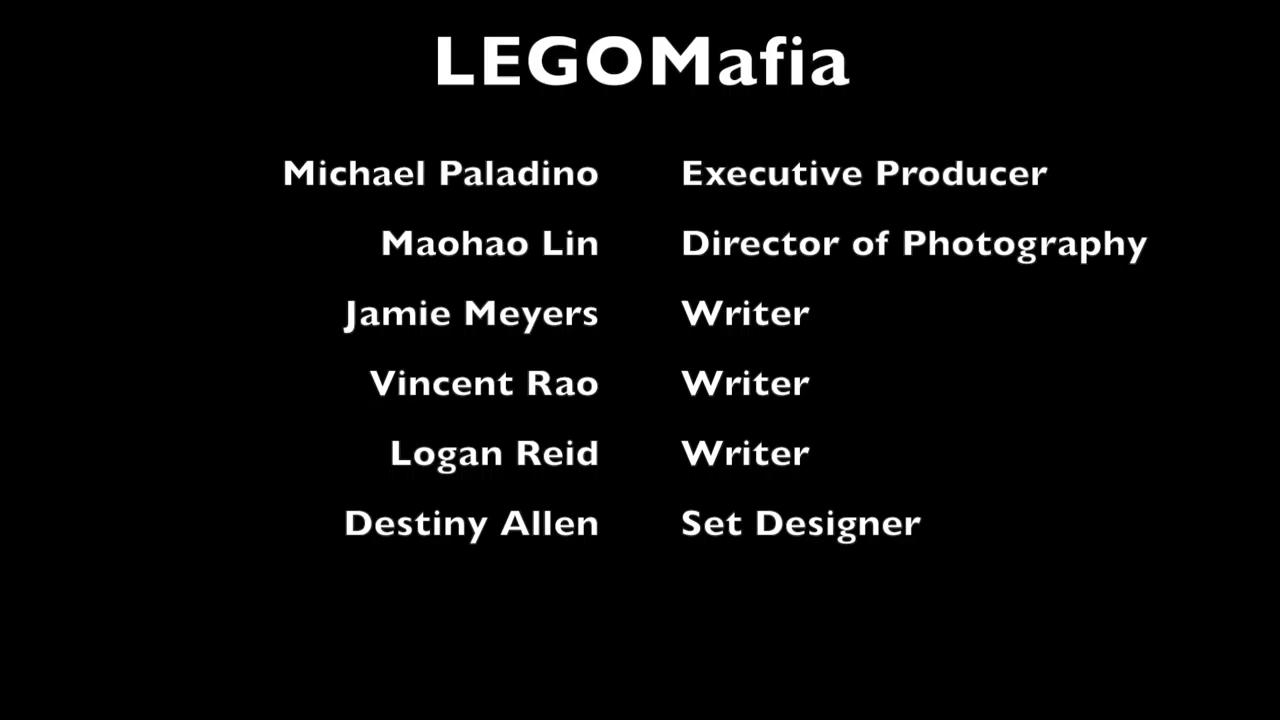 LEGOMafia
Michael Paladino Executive Producer
Maohao Lin Director of Photography
Jamie Meyers Writer
Vincent Rao Writer
Logan Reid Writer
Destiny Allen Set Designer